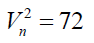 $V_n^2 = 72$